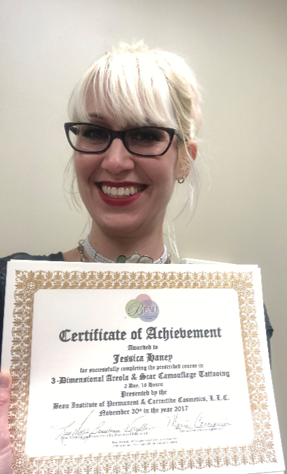 Beau
Certificate of Achievement
Awarded to
Jessica Haney
for successfully completing the prescribed course in
3-Dimensional Areola & Scar Camouflage Tattooing
2 Day, 16 Hours
Presented by the
Beau Institute of Permanent & Corrective Cosmetics, L.L.C.
November 20th in the year 2017